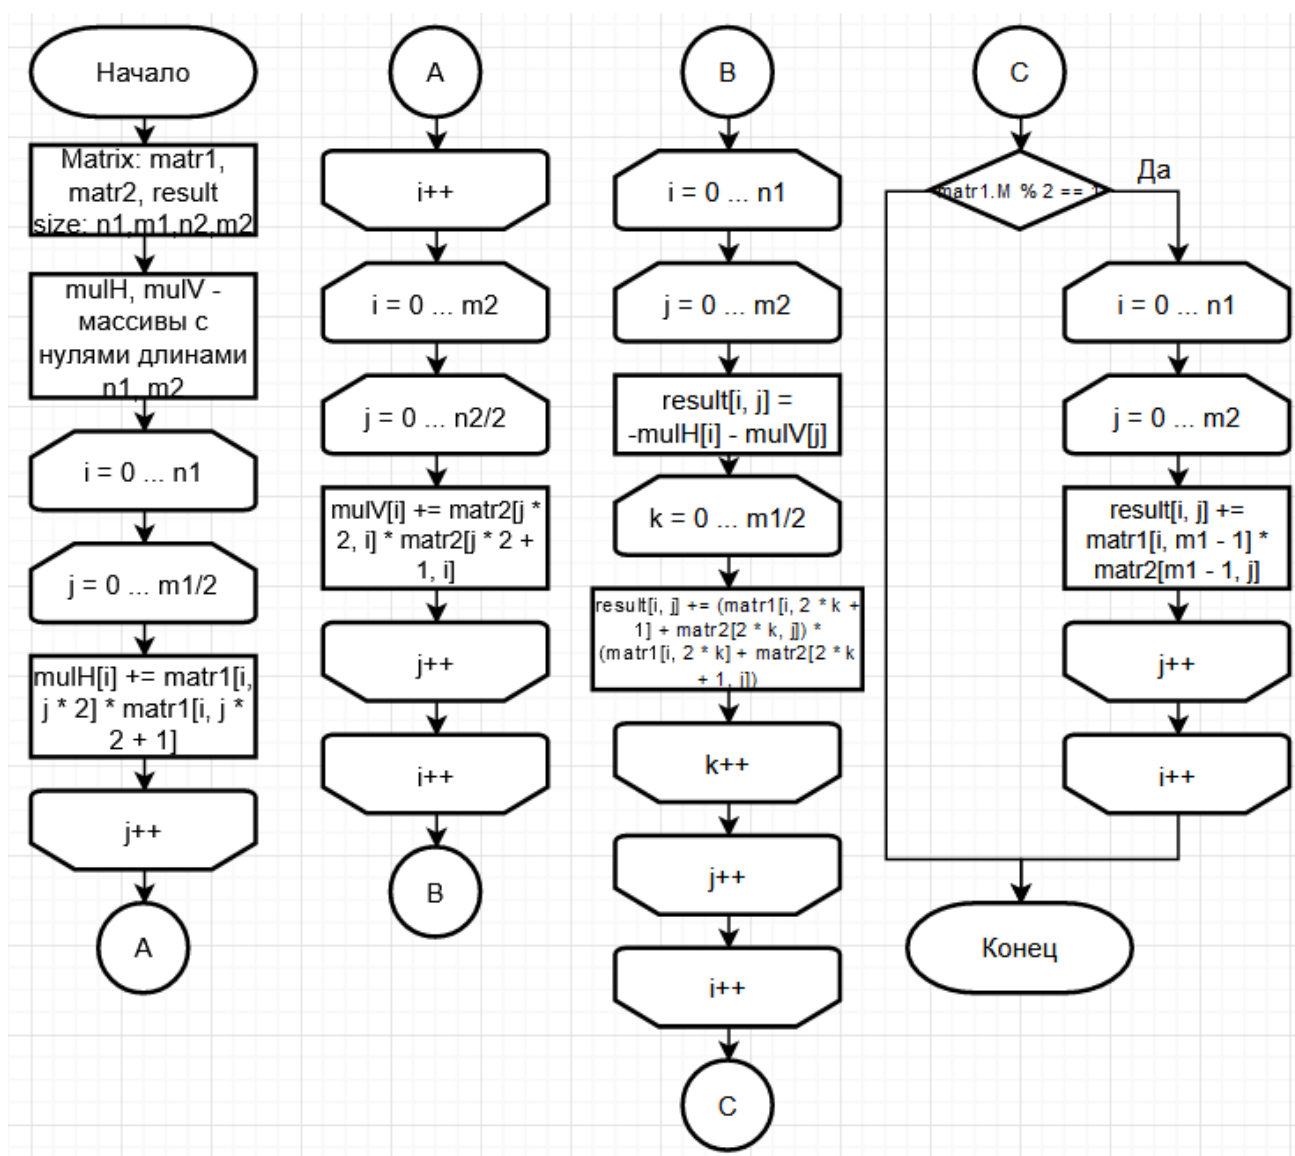 Начало
Matrix: matr1,
matr2, result
size: n1,m1,n2,m2
mulH, mulV -
массивы с
нулями длинами
n1, m2
i = 0 ... n1
j = 0 ... m1/2
mulH[i] += matr1[i,
j * 2] * matr1[i, j *
2 + 1]
j++
A
A
i++
i = 0 ... m2
j = 0 ... n2/2
mulV[i] += matr2[j *
2, i] * matr2[j * 2 +
1, i]
j++
i++
B
B
i = 0 ... n1
j = 0 ... m2
result[i, j] =
-mulH[i] - mulV[j]
k = 0 ... m1/2
result[i, j] += (matr1[i, 2 * k +
1] + matr2[2 * k, j]) *
(matr1[i, 2 * k] + matr2[2 * k
+ 1, j])
k++
j++
i++
C
C
matr1.M % 2 == 1
Да
i = 0 ... n1
j = 0 ... m2
result[i, j] +=
matr1[i, m1 - 1] *
matr2[m1 - 1, j]
j++
i++
Конец